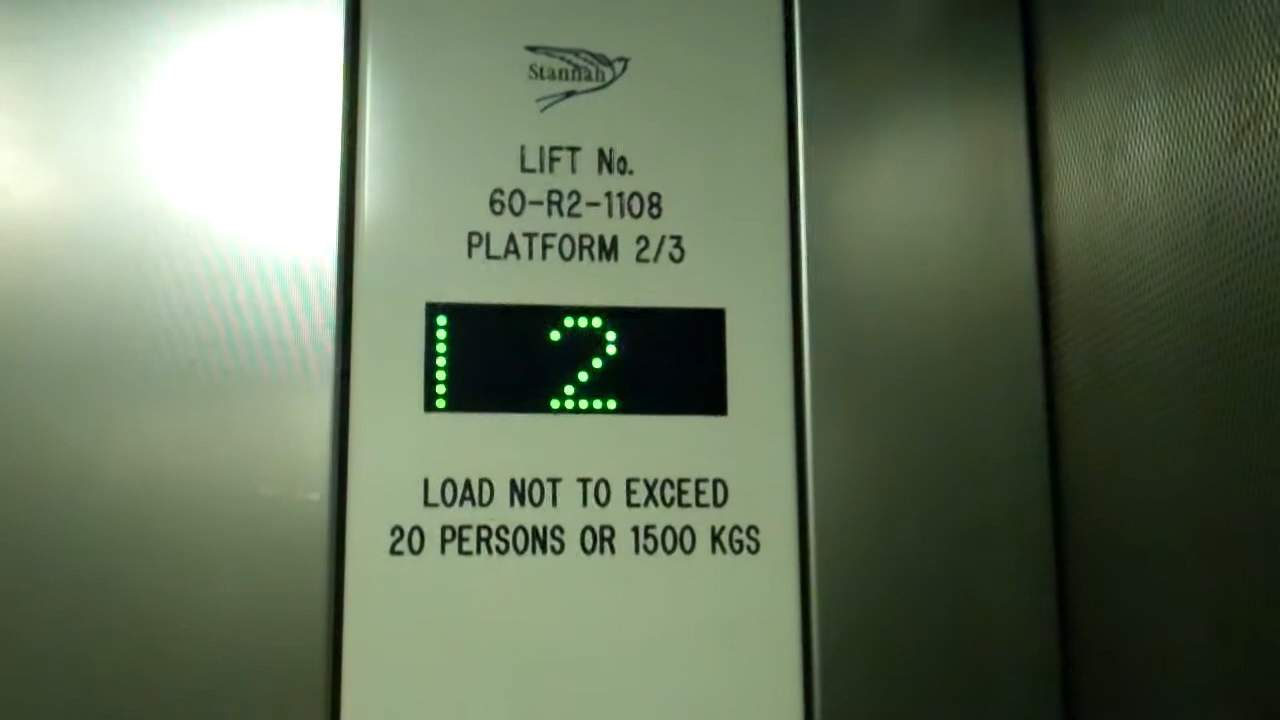 Stannah
LIFT No.
60-R2-1108
PLATFORM 2/3
2
LOAD NOT TO EXCEED
20 PERSONS OR 1500 KGS